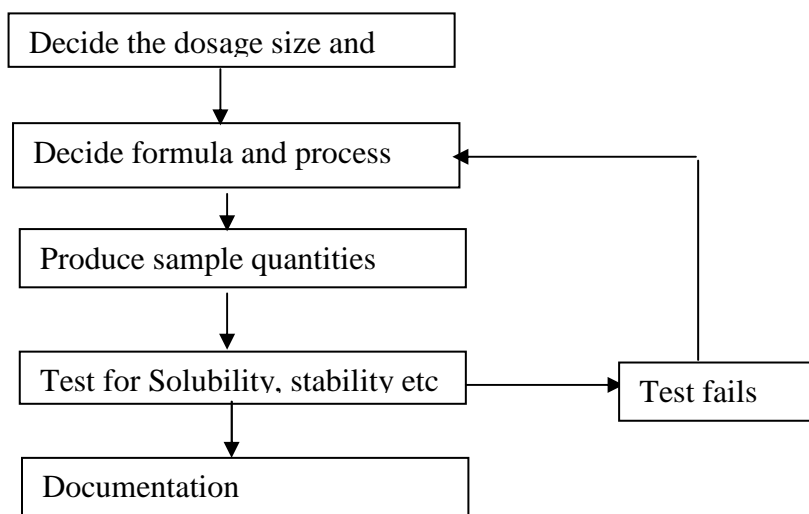 Decide the dosage size and
Decide formula and process
Produce sample quantities
Test for Solubility, stability etc
Test fails
Documentation